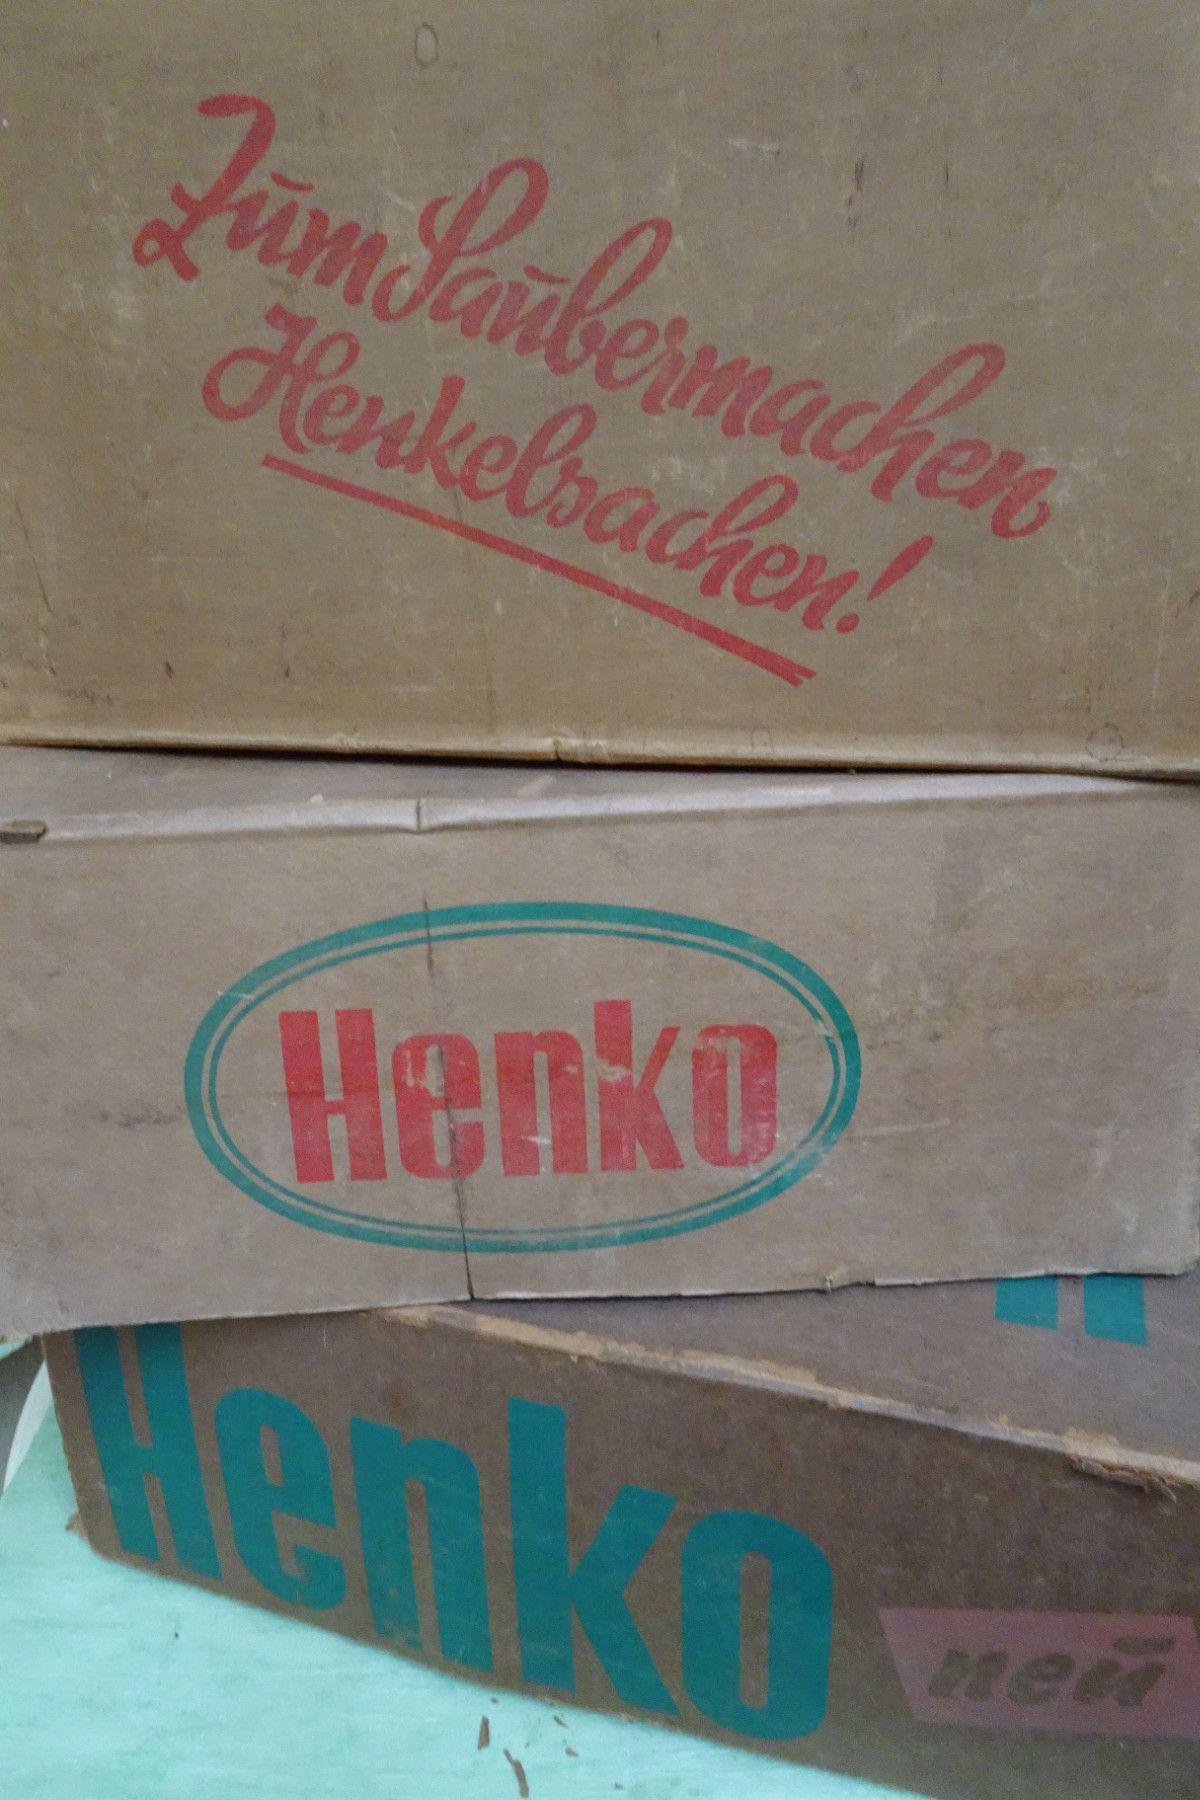 Zum Saubermachen
Henkelsachen!
Henko
Henko
neu